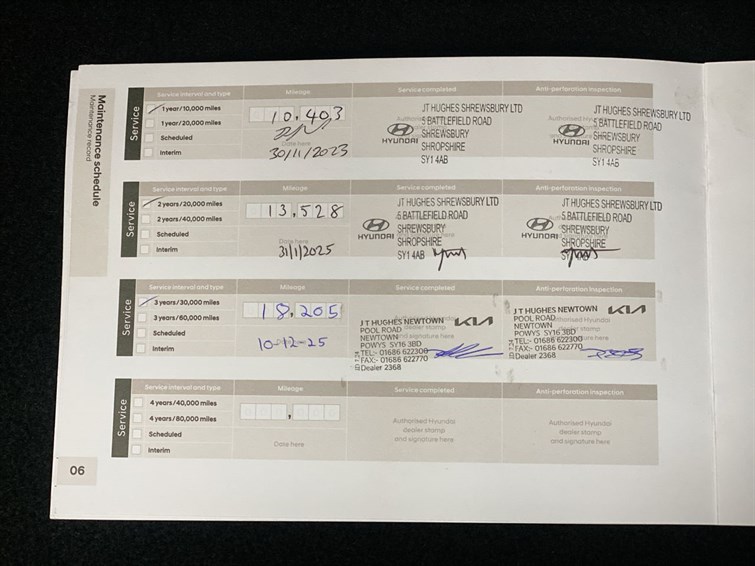 Maintenance schedule
Maintenance record
Service
Service interval and type
1 year/10,000 miles
1 year/20,000 miles
Scheduled
Interim
Mileage
10,403
Date here
30/11/2023
Service completed
JT HUGHES SHREWSBURY LTD
5 BATTLEFIELD ROAD
HYUNDAI
SHREWSBURY
SHROPSHIRE
SY1 4AB
Anti-perforation inspection
JT HUGHES SHREWSBURY LTD
5 BATTLEFIELD ROAD
HYUNDAI
SHREWSBURY
SHROPSHIRE
SY1 4AB
Service
Service interval and type
2 years/20,000 miles
2 years/40,000 miles
Scheduled
Interim
Mileage
13,528
Date here
31/1/2025
Service completed
JT HUGHES SHREWSBURY LTD
5 BATTLEFIELD ROAD
HYUNDAI
SHREWSBURY
SHROPSHIRE
SY1 4AB
Anti-perforation inspection
JT HUGHES SHREWSBURY LTD
5 BATTLEFIELD ROAD
HYUNDAI
SHREWSBURY
SHROPSHIRE
SY1 4AB
Service
Service interval and type
3 years/30,000 miles
3 years/60,000 miles
Scheduled
Interim
Mileage
18,205
10-12-25
Service completed
J T HUGHES NEWTOWN KIA
POOL ROAD
NEWTOWN
POWYS SY16 3BD
TEL:- 01686 622300
FAX:- 01686 622770
Dealer 2368
Anti-perforation inspection
J T HUGHES NEWTOWN KIA
POOL ROAD
NEWTOWN
POWYS SY16 3BD
TEL:- 01686 622300
FAX:- 01686 622770
Dealer 2368
Service
Service interval and type
4 years/40,000 miles
4 years/80,000 miles
Scheduled
Interim
Mileage
Date here
Service completed
Authorised Hyundai
dealer stamp
and signature here
Anti-perforation inspection
Authorised Hyundai
dealer stamp
and signature here
06